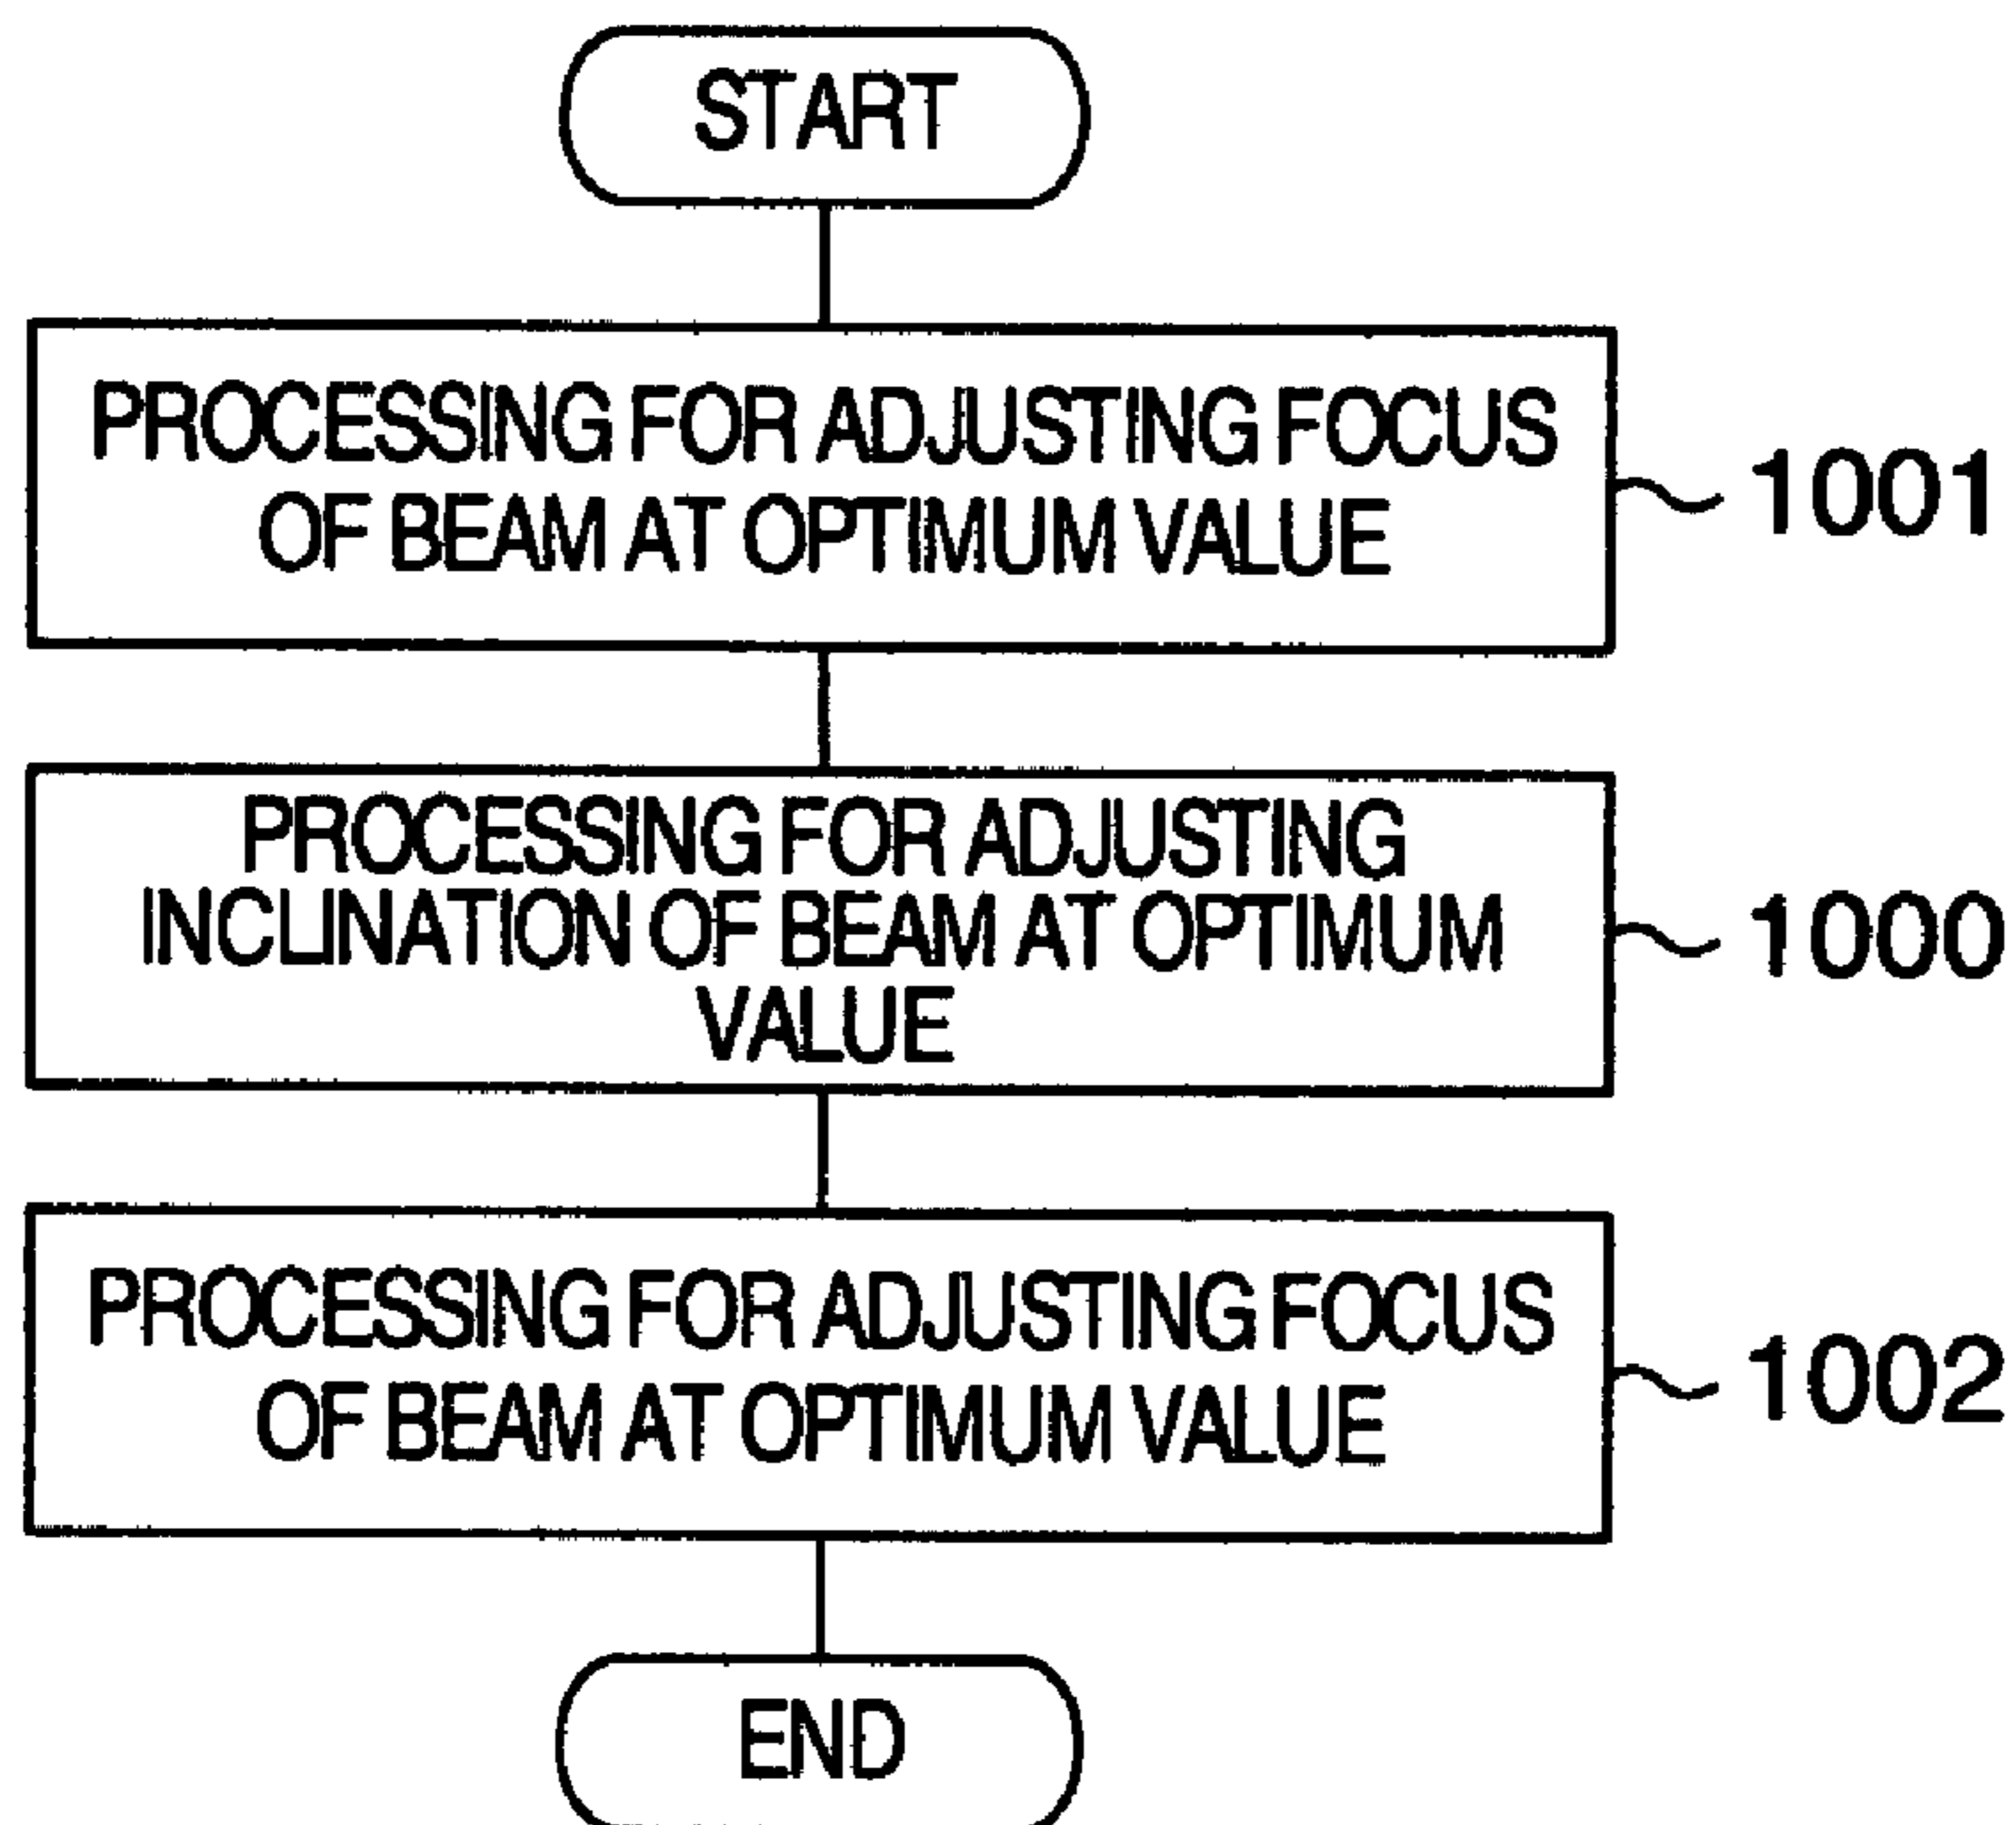 START
PROCESSING FOR ADJUSTING FOCUS
OF BEAM AT OPTIMUM VALUE
1001
PROCESSING FOR ADJUSTING
INCLINATION OF BEAM AT OPTIMUM
VALUE
1000
PROCESSING FOR ADJUSTING FOCUS
OF BEAM AT OPTIMUM VALUE
1002
END